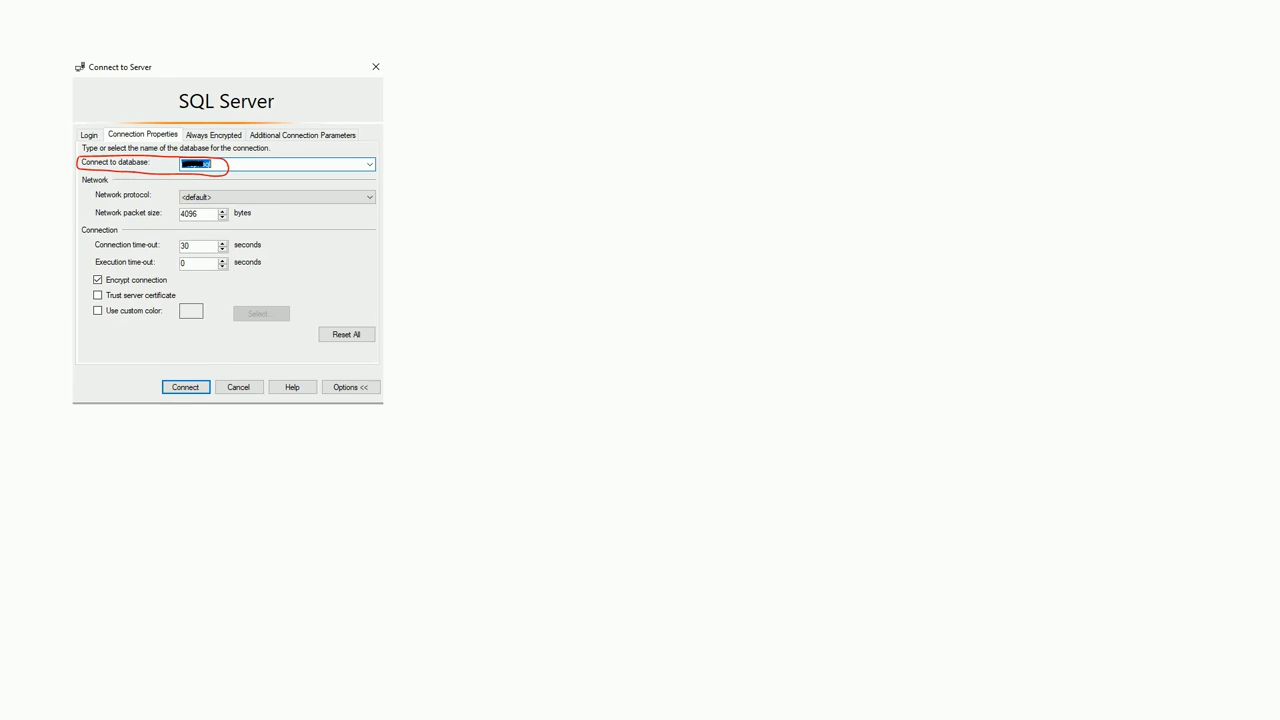 Connect to Server
SQL Server
Login Connection Properties Always Encrypted Additional Connection Parameters
Type or select the name of the database for the connection.
Connect to database:
Network
Network protocol: <default>
Network packet size: 4096 bytes
Connection
Connection time-out: 30 seconds
Execution time-out: 0 seconds
Encrypt connection
Trust server certificate
Use custom color: Select...
Reset All
Connect Cancel Help Options <<